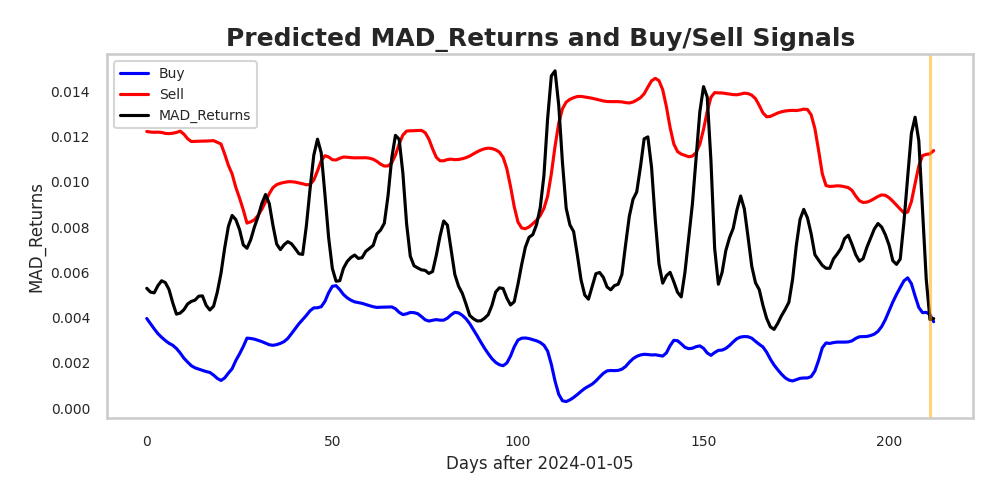 Predicted MAD_Returns and Buy/Sell Signals
Buy
Sell
MAD_Returns
0.014
0.012
0.010
0.008
0.006
0.004
0.002
0.000
MAD_Returns
0
50
100
150
200
Days after 2024-01-05